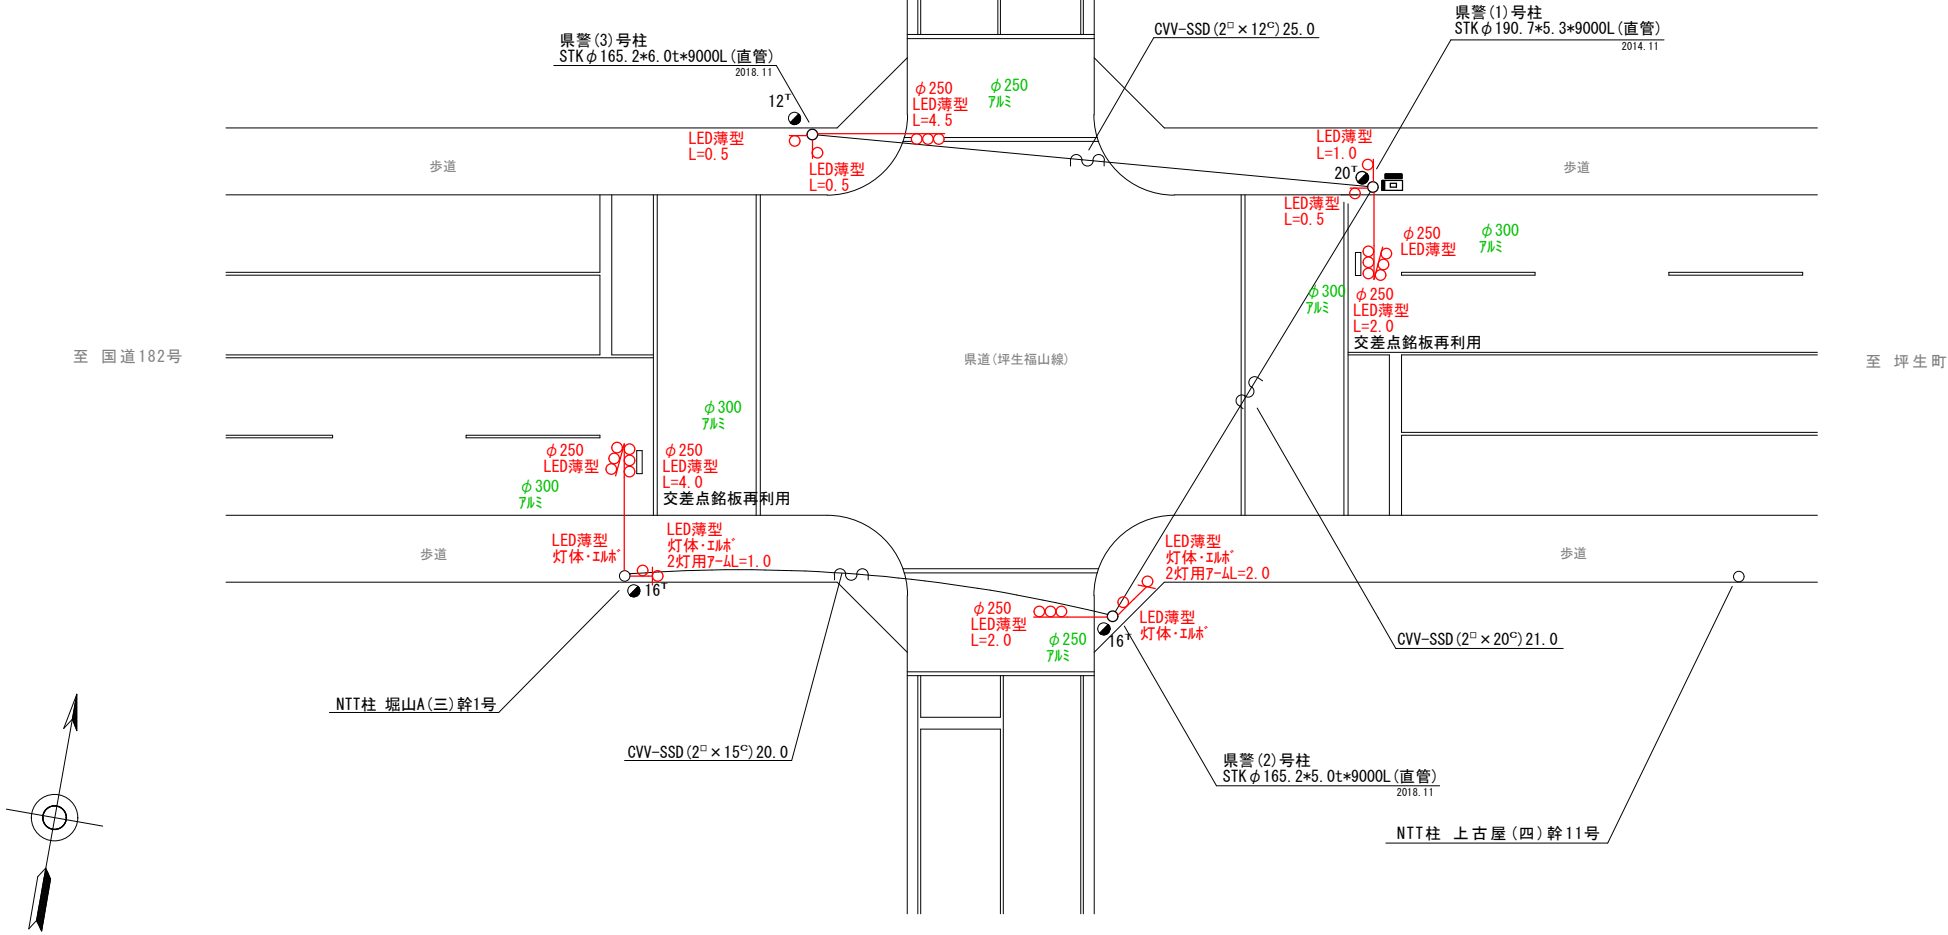 県警(3)号柱
STKφ165.2*6.0t*9000L(直管)
2018.11
12T
φ250
LED薄型
L=4.5
φ250
アルミ
LED薄型
L=0.5
LED薄型
L=0.5
CVV-SSD(2□×12C)25.0
県警(1)号柱
STKφ190.7*5.3*9000L(直管)
2014.11
LED薄型
L=1.0
20T
LED薄型
L=0.5
歩道
歩道
φ250
LED薄型
φ300
アルミ
φ300
アルミ
φ250
LED薄型
L=2.0
交差点銘板再利用
至 国道182号
県道(坪生福山線)
至 坪生町
φ300
アルミ
φ250
LED薄型
φ250
LED薄型
L=4.0
交差点銘板再利用
φ300
アルミ
歩道
LED薄型
灯体・エルボ
LED薄型
灯体・エルボ
2灯用アームL=1.0
16T
LED薄型
灯体・エルボ
2灯用アームL=2.0
歩道
φ250
LED薄型
L=2.0
φ250
アルミ
16T
LED薄型
灯体・エルボ
CVV-SSD(2□×20C)21.0
NTT柱 堀山A(三)幹1号
CVV-SSD(2□×15C)20.0
県警(2)号柱
STKφ165.2*5.0t*9000L(直管)
2018.11
NTT柱 上古屋(四)幹11号